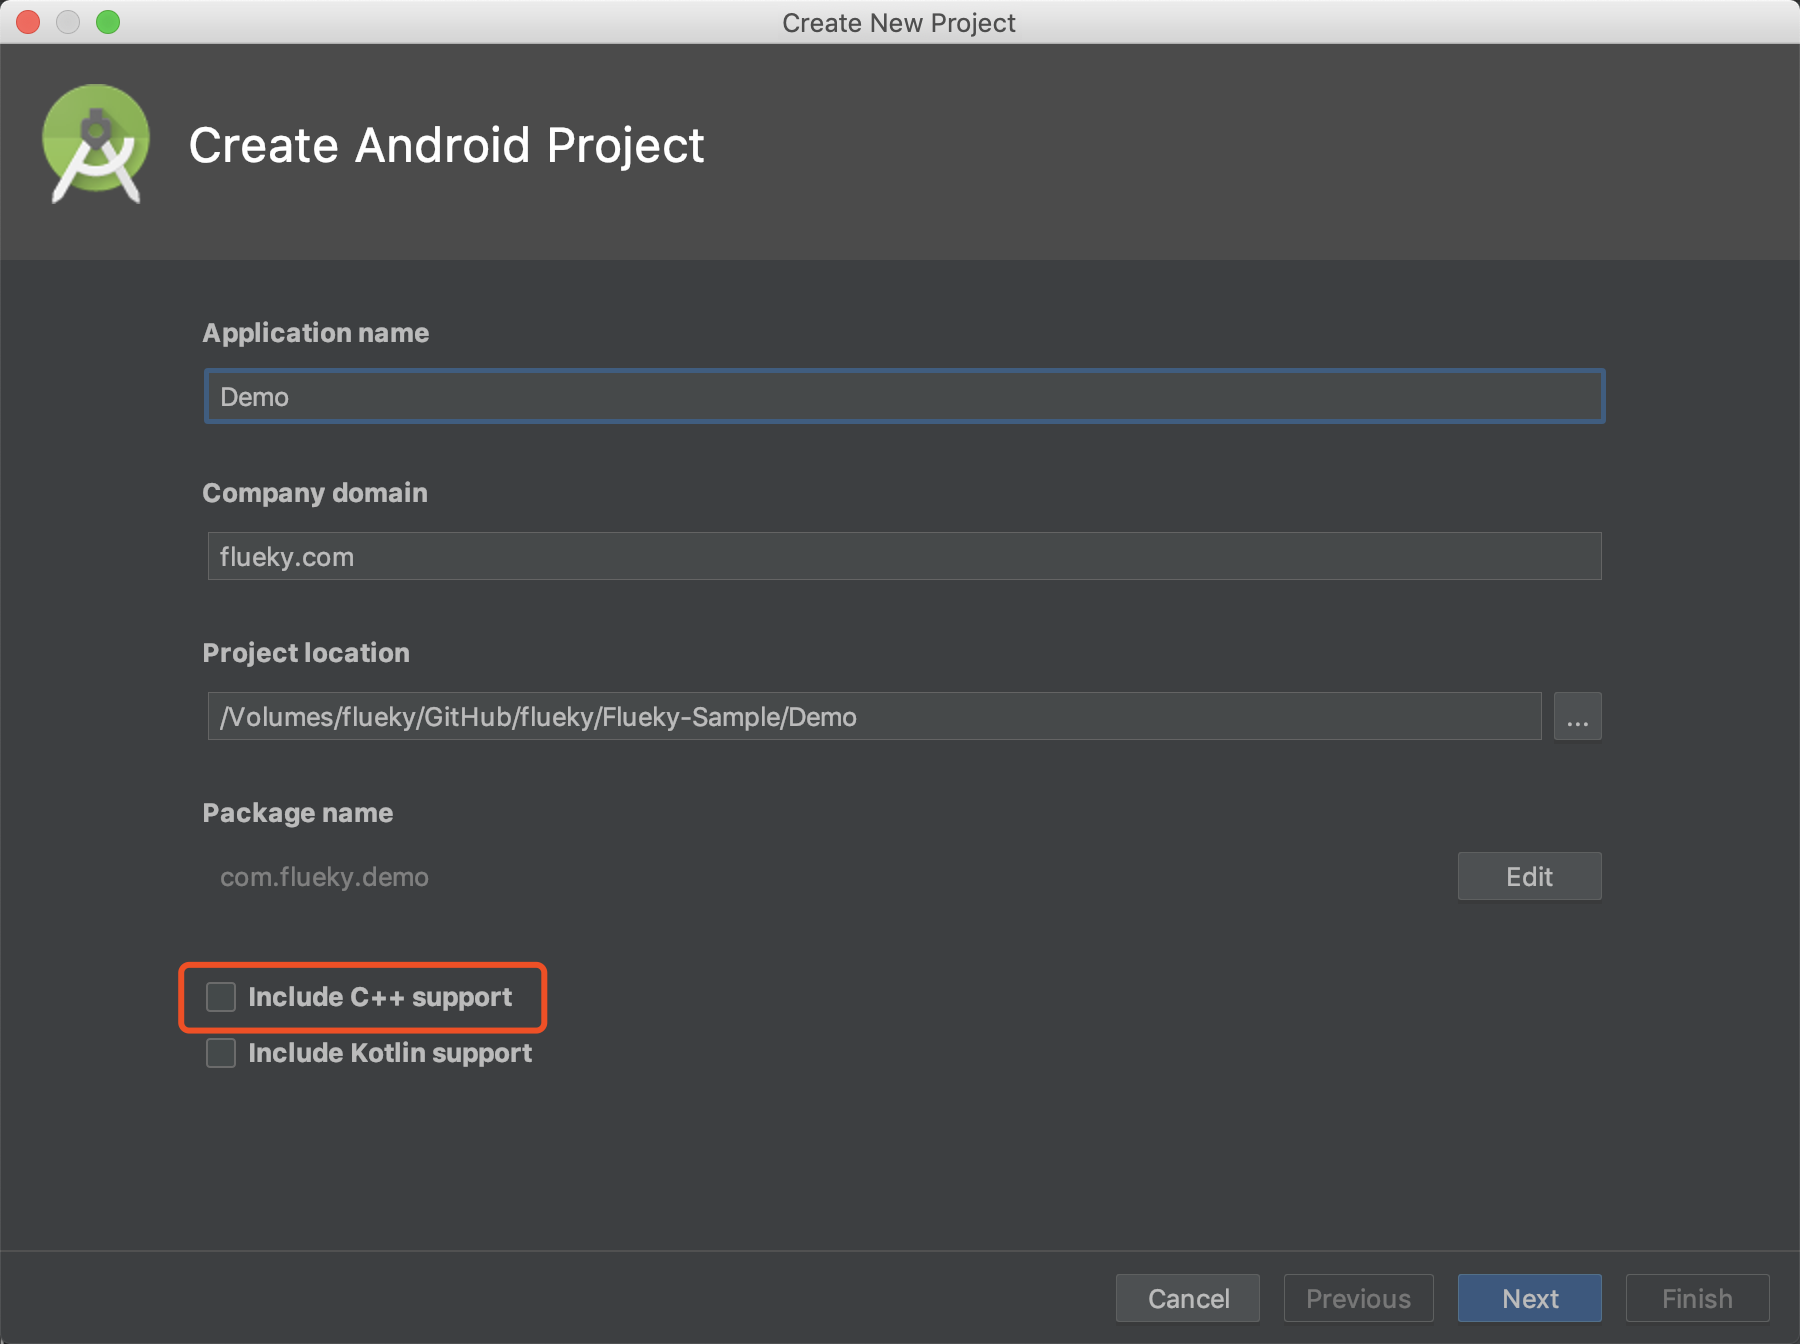 Create New Project
Create Android Project
Application name
Demo
Company domain
flueky.com
Project location
/Volumes/flueky/GitHub/flueky/Flueky-Sample/Demo
...
Package name
com.flueky.demo
Edit
Include C++ support
Include Kotlin support
Cancel
Previous
Next
Finish